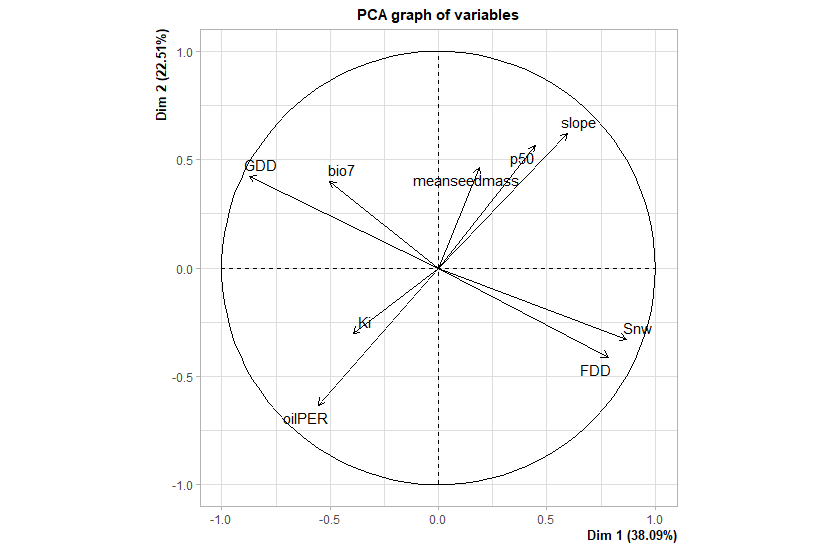 PCA graph of variables
Dim 2 (22.51%)
1.0
0.5
0.0
-0.5
-1.0
slope
p50
GDD
bio7
meanseedmass
Ki
Snw
FDD
oilPER
-1.0
-0.5
0.0
0.5
1.0
Dim 1 (38.09%)